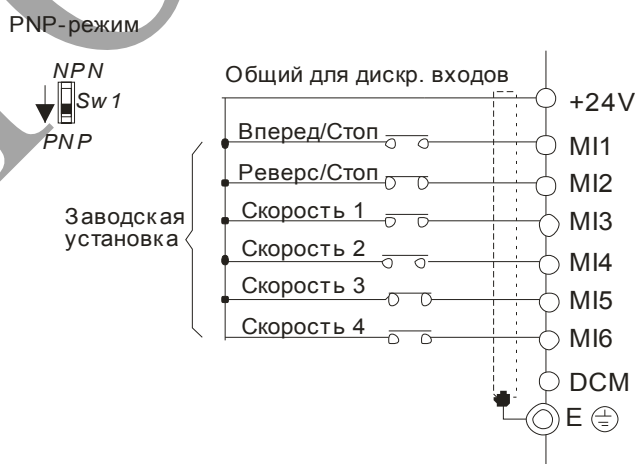 PNP-режим
NPN
Sw1
PNP
Общий для дискр. входов
+24V
Вперед/Стоп
MI1
Реверс/Стоп
MI2
Скорость 1
MI3
Заводская
установка
Скорость 2
MI4
Скорость 3
MI5
Скорость 4
MI6
DCM
E